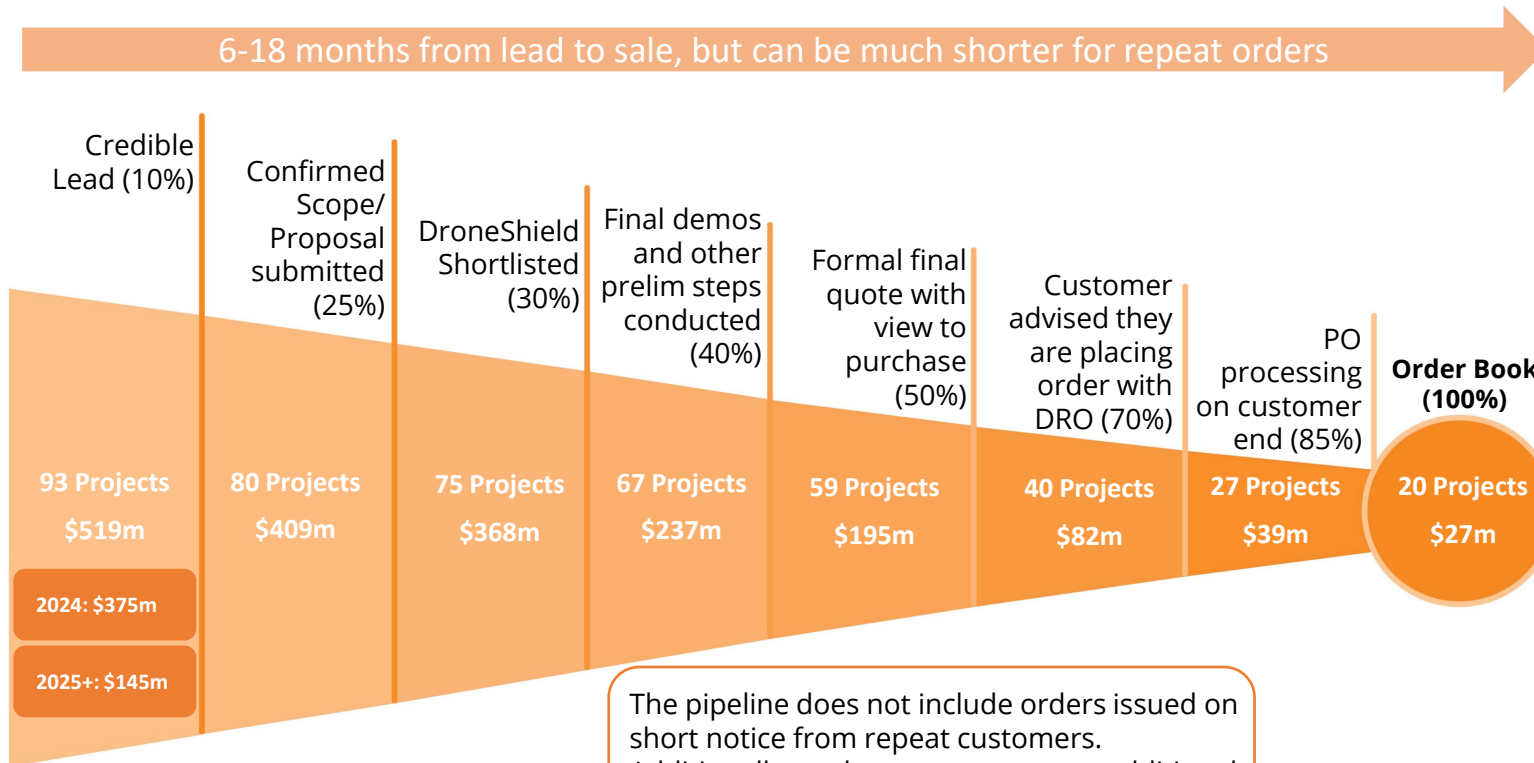 6-18 months from lead to sale, but can be much shorter for repeat orders
Credible
Lead (10%)
Confirmed
Scope/
Proposal
submitted
(25%)
DroneShield
Shortlisted
(30%)
Final demos
and other
prelim steps
conducted
(40%)
Formal final
quote with
view to
purchase
(50%)
Customer
advised they
are placing
order with
DRO (70%)
PO
processing
on customer
end (85%)
Order Book
(100%)
93 Projects
$519m
80 Projects
$409m
75 Projects
$368m
67 Projects
$237m
59 Projects
$195m
40 Projects
$82m
27 Projects
$39m
20 Projects
$27m
2024: $375m
2025+: $145m
The pipeline does not include orders issued on
short notice from repeat customers.